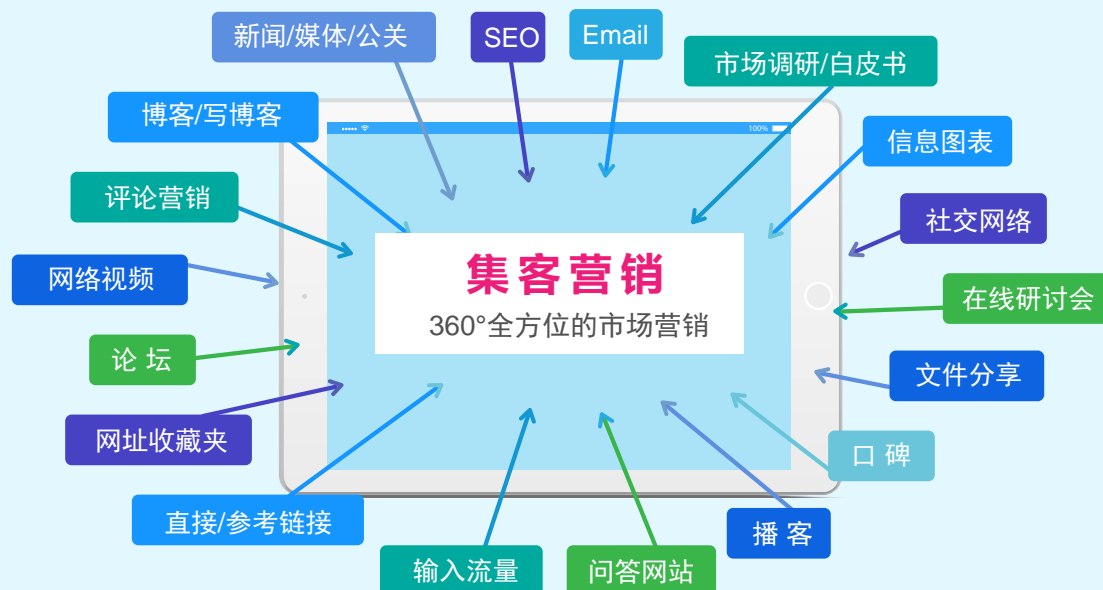 新闻/媒体/公关
SEO
Email
市场调研/白皮书
博客/写博客
100%
信息图表
评论营销
社交网络
集客营销
网络视频
在线研讨会
360°全方位的市场营销
论 坛
文件分享
网址收藏夹
口 碑
直接/参考链接
播 客
输入流量
问答网站